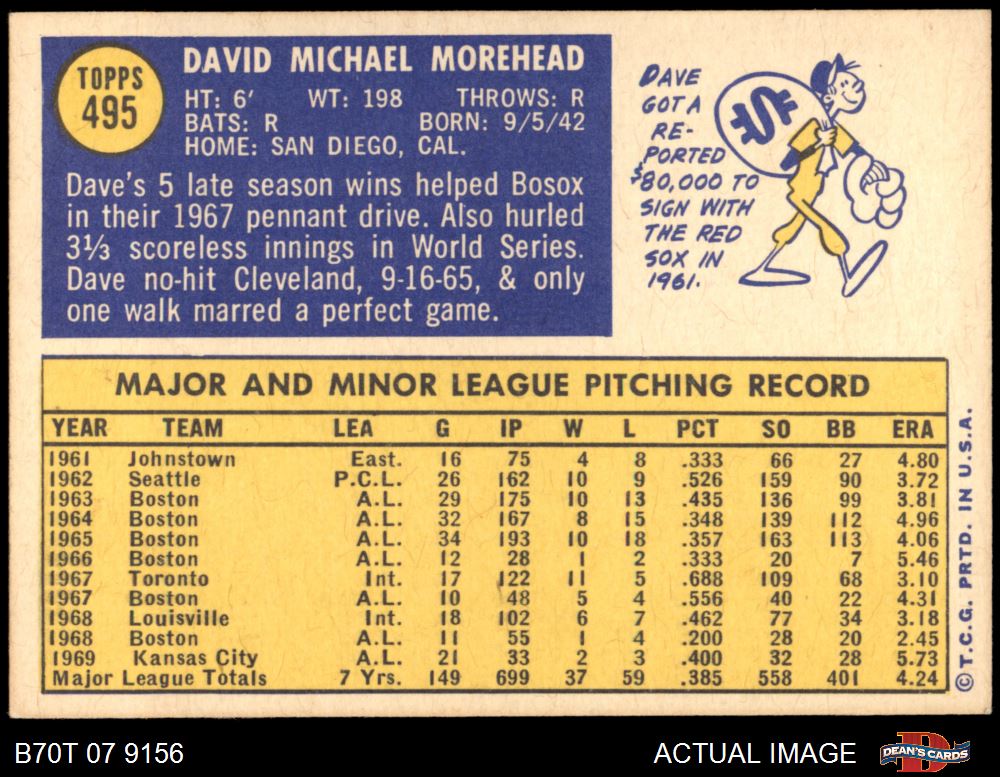 TOPPS
495
DAVID MICHAEL MOREHEAD
HT: 6' WT: 198 THROWS: R
BATS: R BORN: 9/5/42
HOME: SAN DIEGO, CAL.
Dave's 5 late season wins helped Bosox
in their 1967 pennant drive. Also hurled
3⅓ scoreless innings in World Series.
Dave no-hit Cleveland, 9-16-65, & only
one walk marred a perfect game.
DAVE
GOT A
RE-
PORTED
$80,000 TO
SIGN WITH
THE RED
SOX IN
1961.
$
MAJOR AND MINOR LEAGUE PITCHING RECORD
YEAR TEAM LEA G IP W L PCT SO BB ERA
1961 Johnstown East. 16 75 4 8 .333 66 27 4.80
1962 Seattle P.C.L. 26 162 10 9 .526 159 90 3.72
1963 Boston A.L. 29 175 10 13 .435 136 99 3.81
1964 Boston A.L. 32 167 8 15 .348 139 112 4.96
1965 Boston A.L. 34 193 10 18 .357 163 113 4.06
1966 Boston A.L. 12 28 1 2 .333 20 7 5.46
1967 Toronto Int. 17 122 11 5 .688 109 68 3.10
1967 Boston A.L. 10 48 5 4 .556 40 22 4.31
1968 Louisville Int. 18 102 6 7 .462 77 34 3.18
1968 Boston A.L. 11 55 1 4 .200 28 20 2.45
1969 Kansas City A.L. 21 33 2 3 .400 32 28 5.73
Major League Totals 7 Yrs. 149 699 37 59 .385 558 401 4.24
© T.C.G. PRTD. IN U.S.A.
B70T 07 9156 ACTUAL IMAGE
D
DEAN'S CARDS